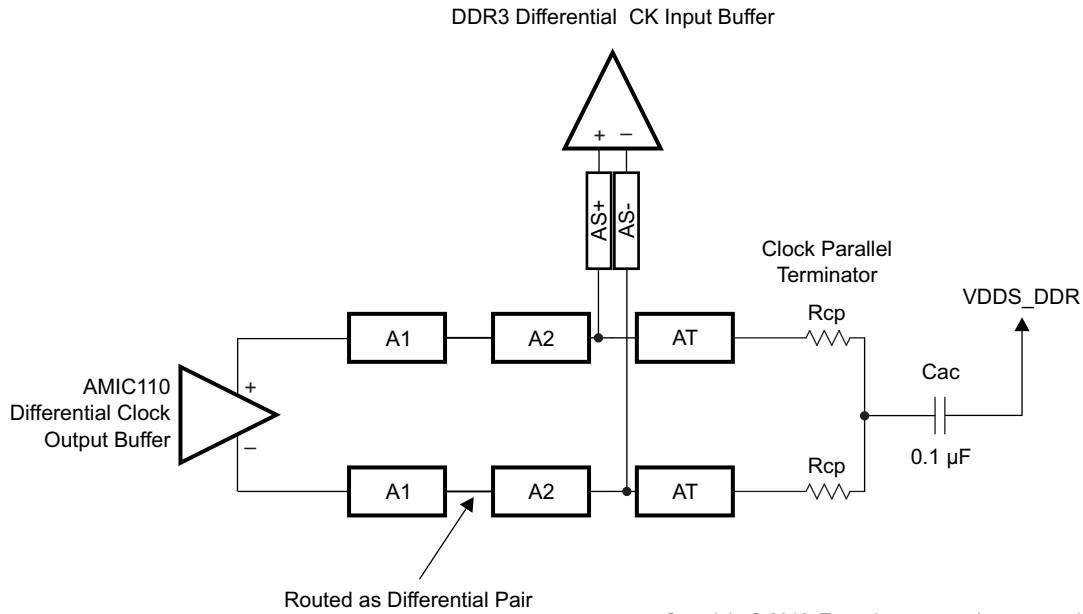 DDR3 Differential CK Input Buffer
+ −
AS+
AS-
Clock Parallel
Terminator
VDDS_DDR
A1
A2
AT
Rcp
AMIC110
Differential Clock
Output Buffer
+
−
Cac
0.1 µF
A1
A2
AT
Rcp
Routed as Differential Pair